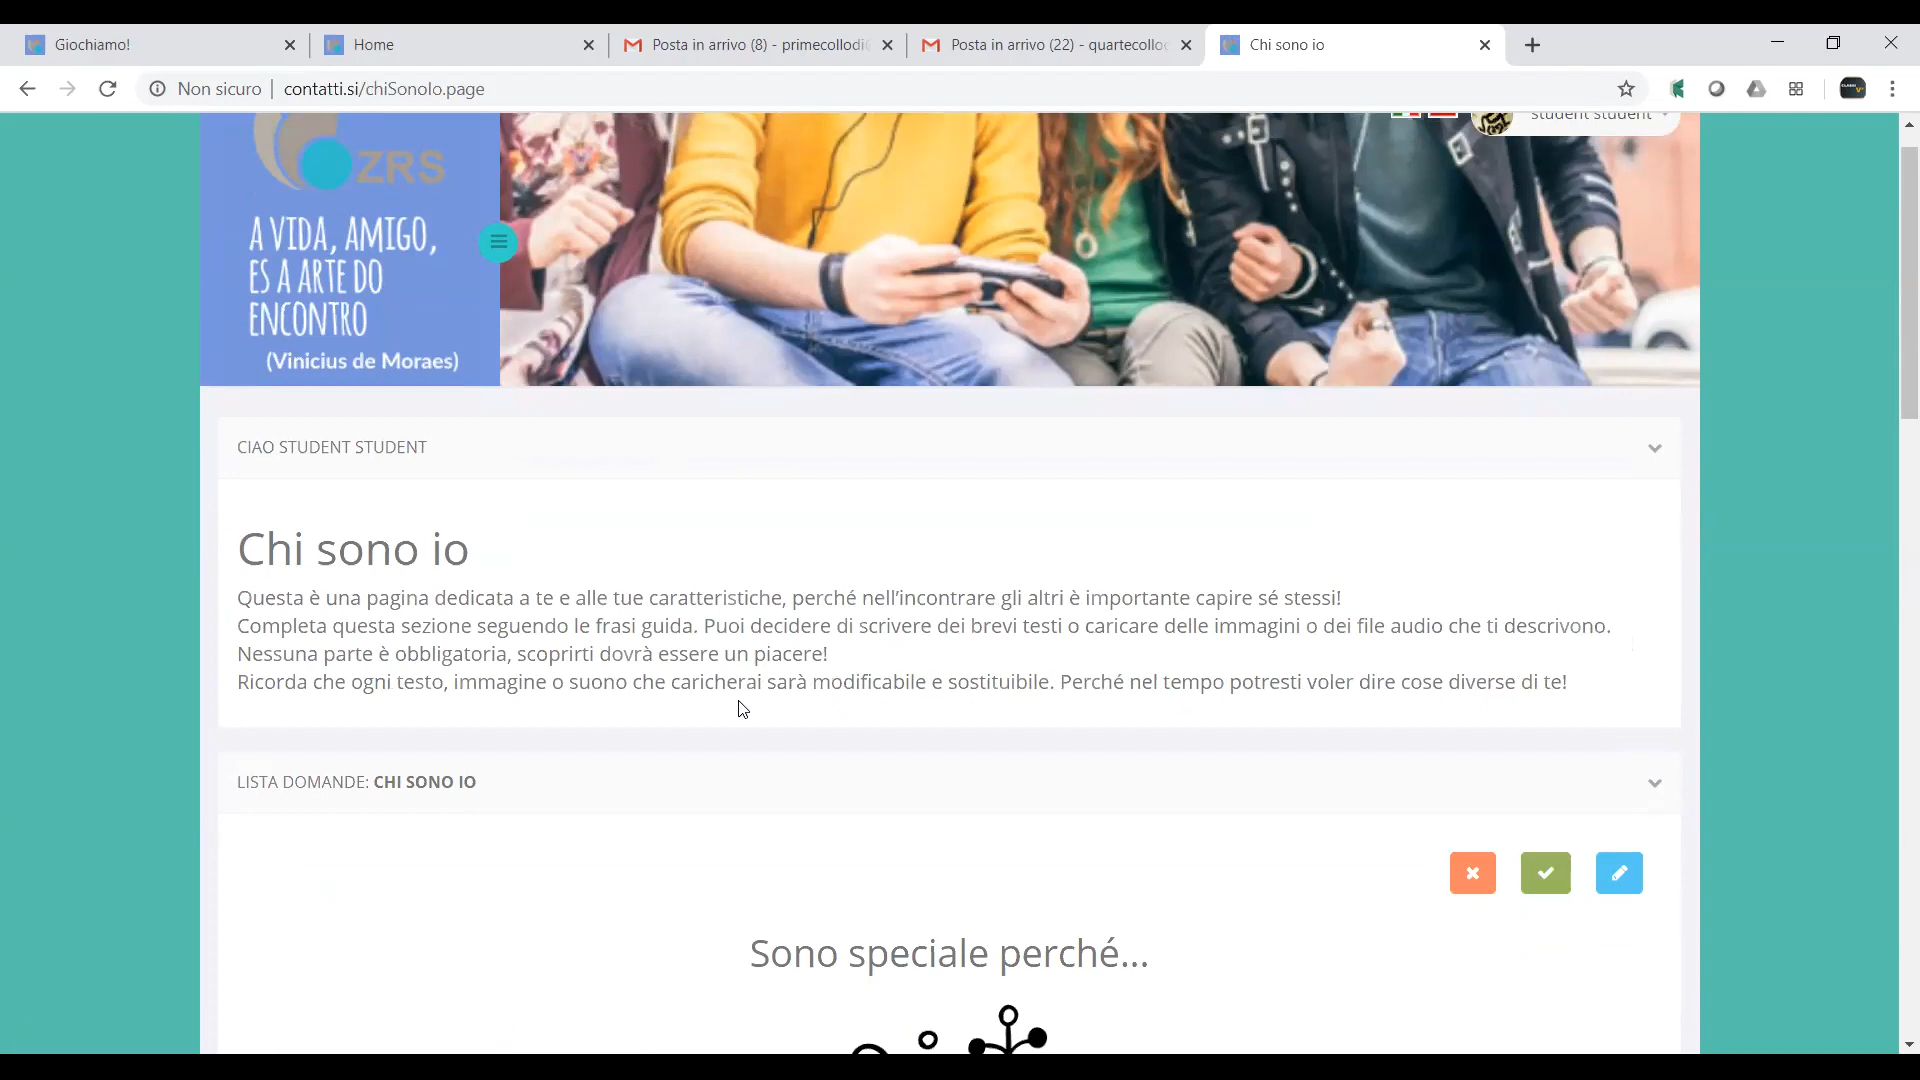 Giochiamo!
Home
Posta in arrivo (8) - primecollodi
Posta in arrivo (22) - quartecolloc
Chi sono io
Non sicuro
contatti.si/chiSonoIo.page
student student
ZRS
A VIDA, AMIGO,
ES A ARTE DO
ENCONTRO
(Vinicius de Moraes)
CIAO STUDENT STUDENT
Chi sono io
Questa è una pagina dedicata a te e alle tue caratteristiche, perché nell'incontrare gli altri è importante capire sé stessi!
Completa questa sezione seguendo le frasi guida. Puoi decidere di scrivere dei brevi testi o caricare delle immagini o dei file audio che ti descrivono.
Nessuna parte è obbligatoria, scoprirti dovrà essere un piacere!
Ricorda che ogni testo, immagine o suono che caricherai sarà modificabile e sostituibile. Perché nel tempo potresti voler dire cose diverse di te!
LISTA DOMANDE: CHI SONO IO
Sono speciale perché...